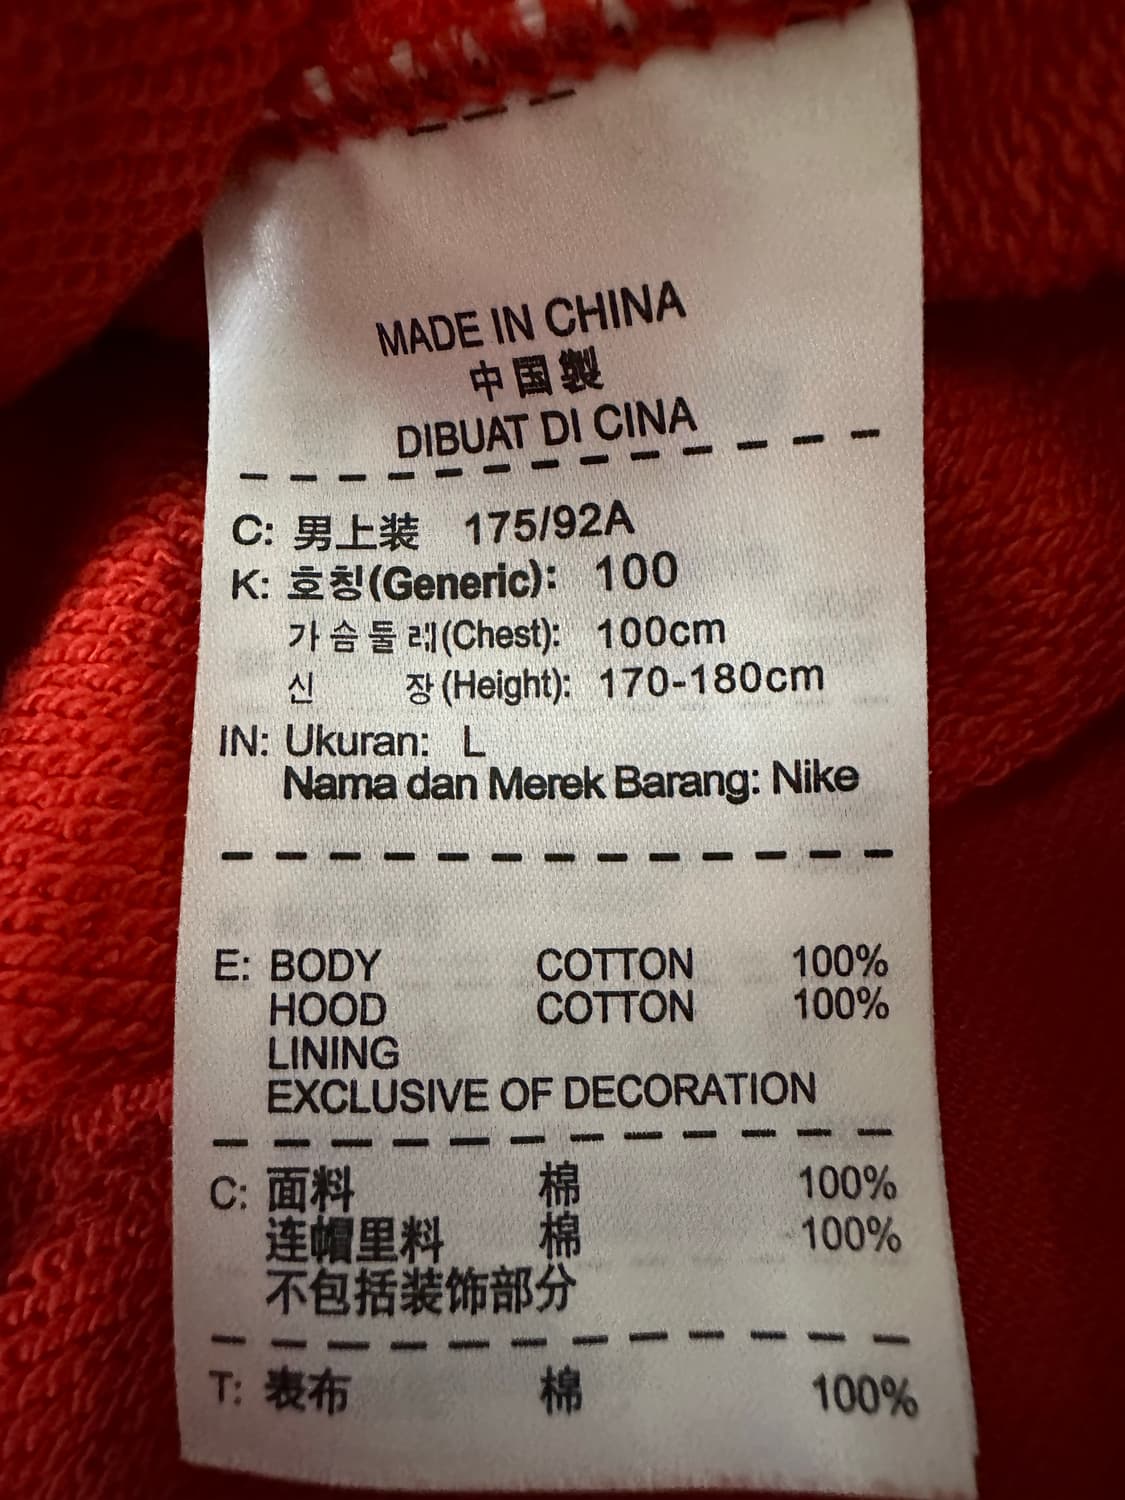 MADE IN CHINA
中国製
DIBUAT DI CINA
C: 男上装 175/92A
K: 호칭(Generic): 100
가슴둘레(Chest): 100cm
신 장(Height): 170-180cm
IN: Ukuran: L
Nama dan Merek Barang: Nike
E: BODY COTTON 100%
HOOD COTTON 100%
LINING
EXCLUSIVE OF DECORATION
C: 面料 棉 100%
连帽里料 棉 100%
不包括装饰部分
T: 表布 棉 100%